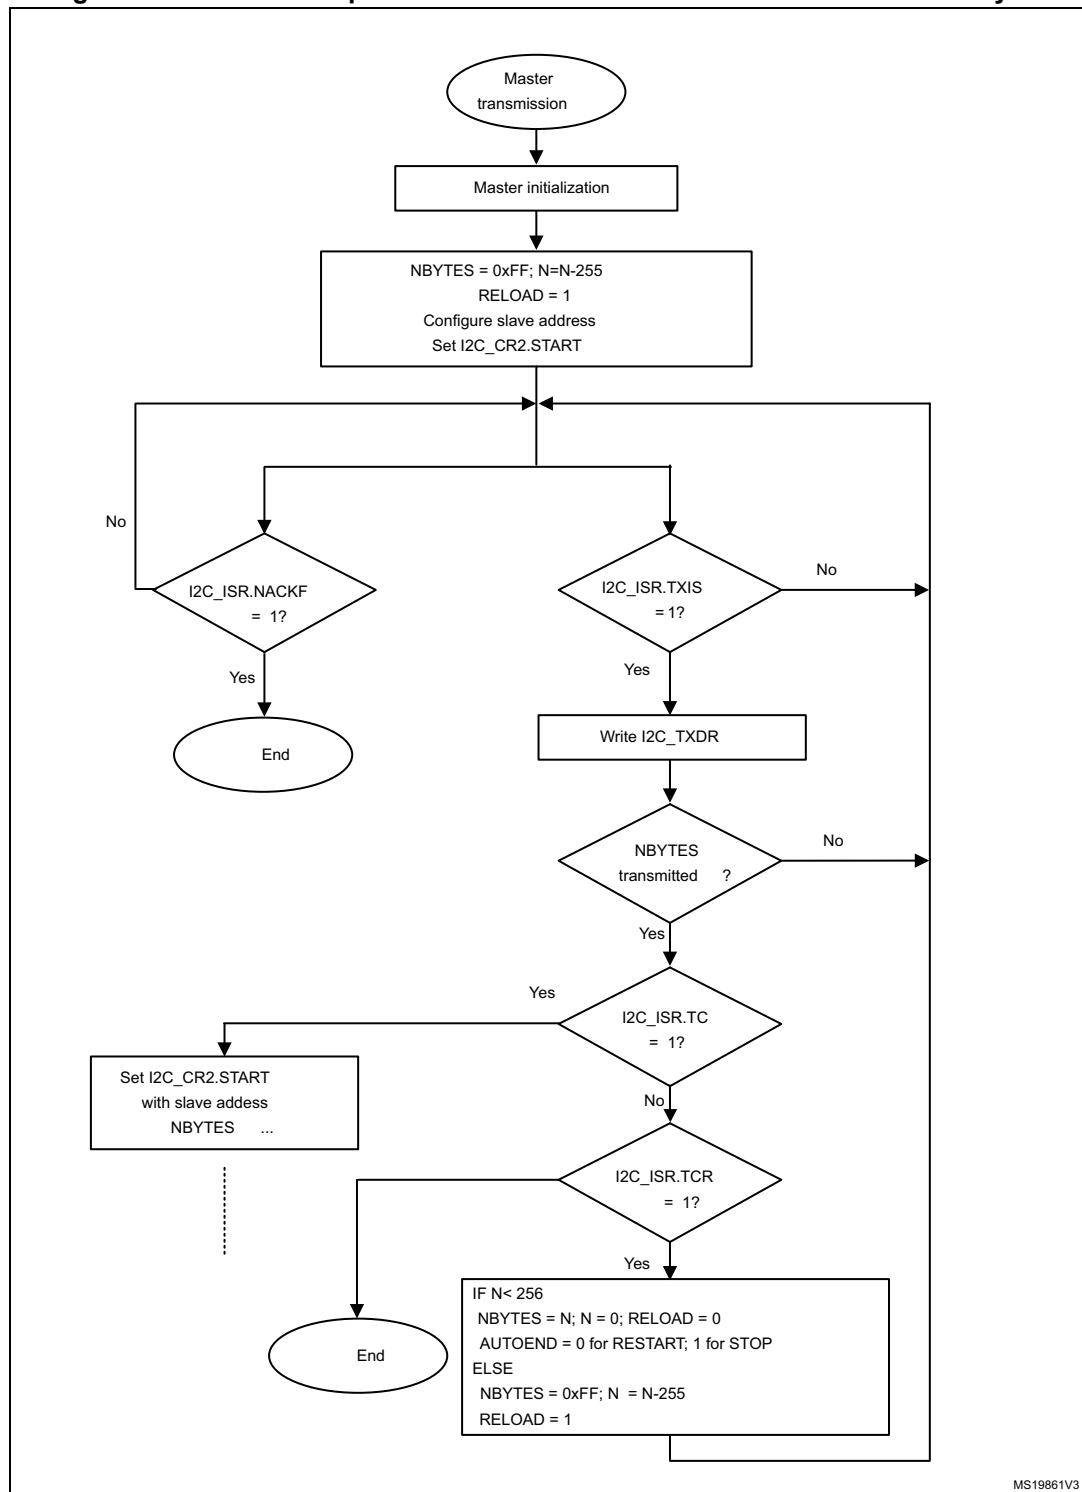 Master
transmission
Master initialization
NBYTES = 0xFF; N=N-255
RELOAD = 1
Configure slave address
Set I2C_CR2.START
No
I2C_ISR.NACKF
= 1?
I2C_ISR.TXIS
= 1?
No
Yes
Yes
End
Write I2C_TXDR
NBYTES
transmitted ?
No
Yes
Yes
I2C_ISR.TC
= 1?
Set I2C_CR2.START
with slave addess
NBYTES ...
No
I2C_ISR.TCR
= 1?
Yes
End
IF N< 256
NBYTES = N; N = 0; RELOAD = 0
AUTOEND = 0 for RESTART; 1 for STOP
ELSE
NBYTES = 0xFF; N = N-255
RELOAD = 1
MS19861V3